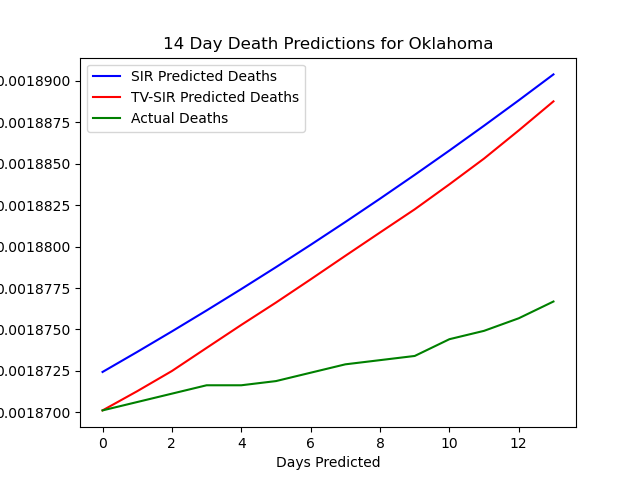 14 Day Death Predictions for Oklahoma
SIR Predicted Deaths
TV-SIR Predicted Deaths
Actual Deaths
0.0018900
0.0018875
0.0018850
0.0018825
0.0018800
0.0018775
0.0018750
0.0018725
0.0018700
0 2 4 6 8 10 12
Days Predicted